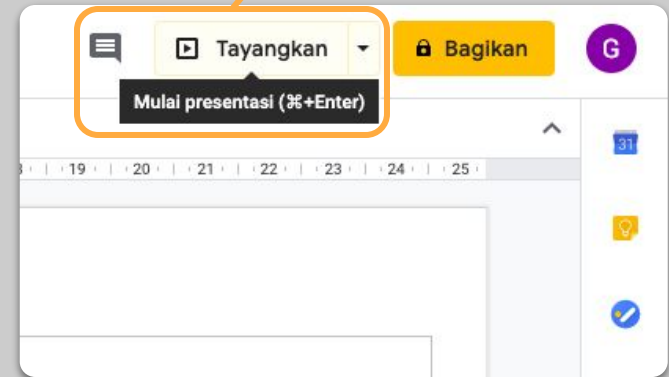 Tayangkan Bagikan G
Mulai presentasi (⌘+Enter)
31
19 20 21 22 23 24 25